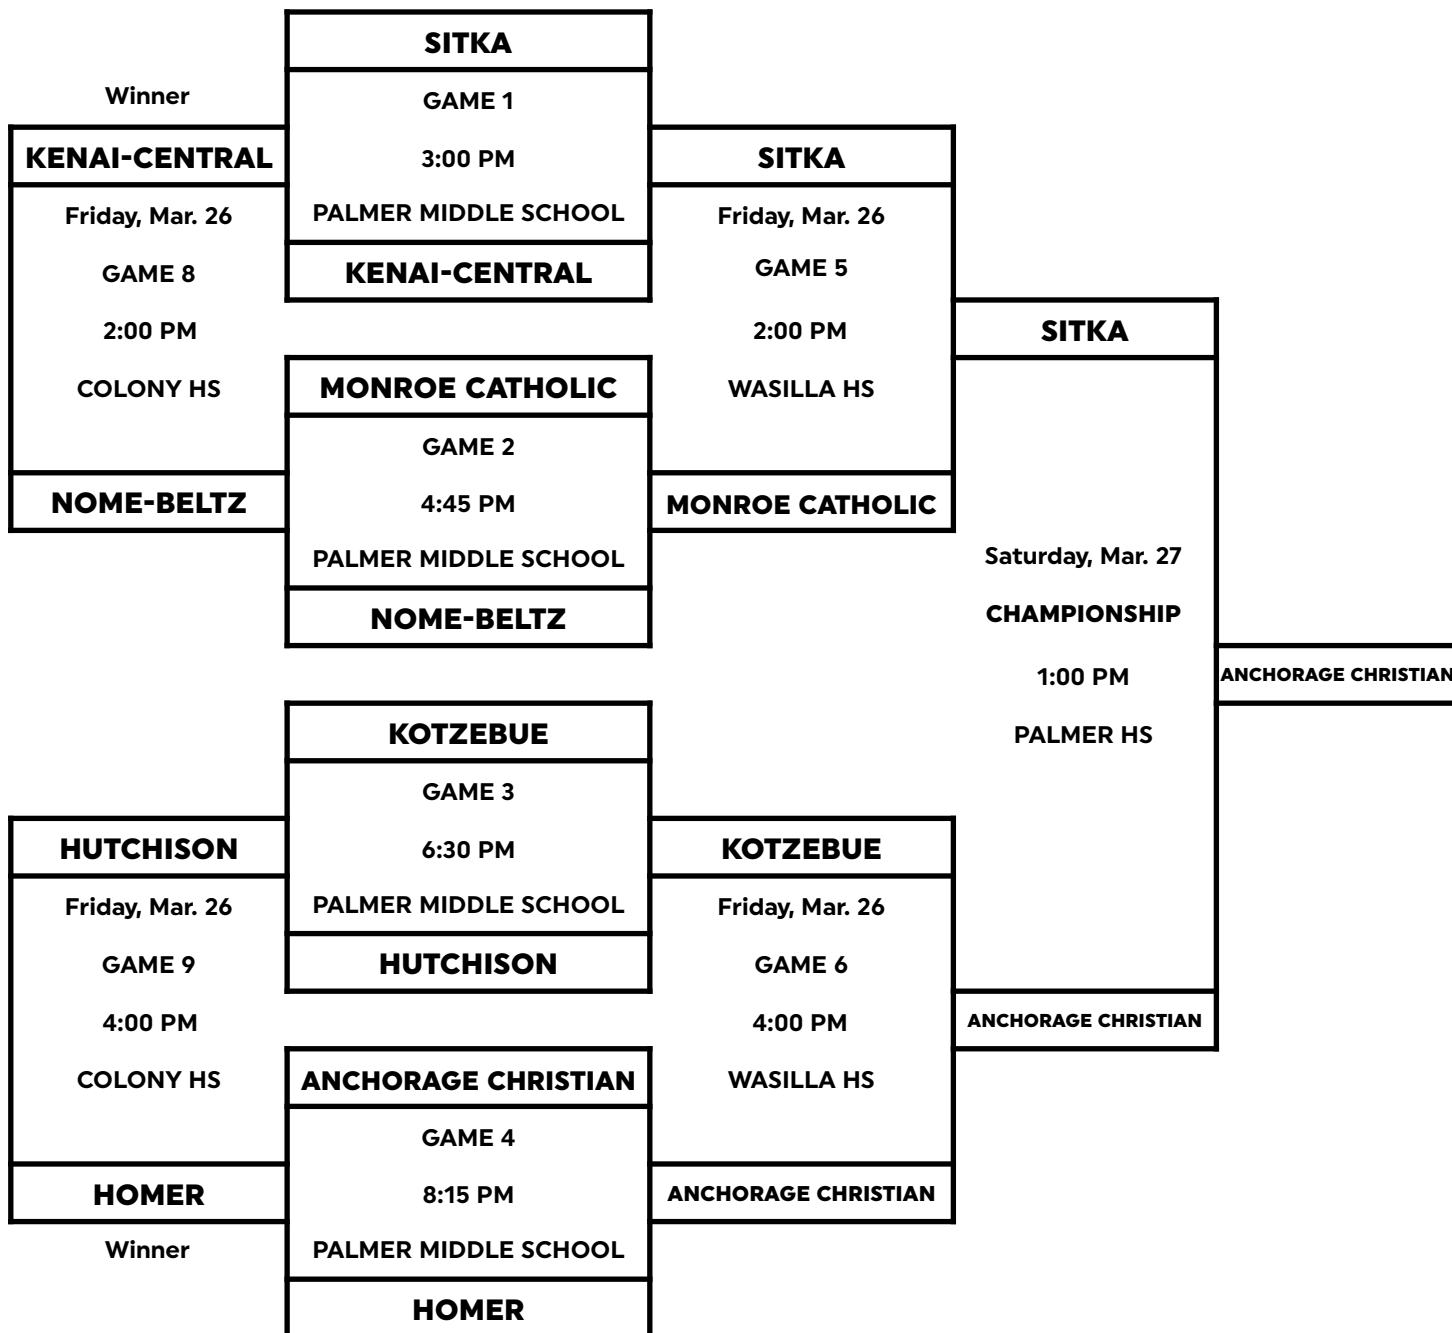 SITKA
Winner
GAME 1
KENAI-CENTRAL
3:00 PM
SITKA
Friday, Mar. 26
PALMER MIDDLE SCHOOL
Friday, Mar. 26
GAME 8
KENAI-CENTRAL
GAME 5
2:00 PM
2:00 PM
SITKA
COLONY HS
MONROE CATHOLIC
WASILLA HS
GAME 2
NOME-BELTZ
4:45 PM
MONROE CATHOLIC
PALMER MIDDLE SCHOOL
Saturday, Mar. 27
NOME-BELTZ
CHAMPIONSHIP
1:00 PM
ANCHORAGE CHRISTIAN
KOTZEBUE
PALMER HS
GAME 3
HUTCHISON
6:30 PM
KOTZEBUE
Friday, Mar. 26
PALMER MIDDLE SCHOOL
Friday, Mar. 26
GAME 9
HUTCHISON
GAME 6
4:00 PM
4:00 PM
ANCHORAGE CHRISTIAN
COLONY HS
ANCHORAGE CHRISTIAN
WASILLA HS
GAME 4
HOMER
8:15 PM
ANCHORAGE CHRISTIAN
Winner
PALMER MIDDLE SCHOOL
HOMER